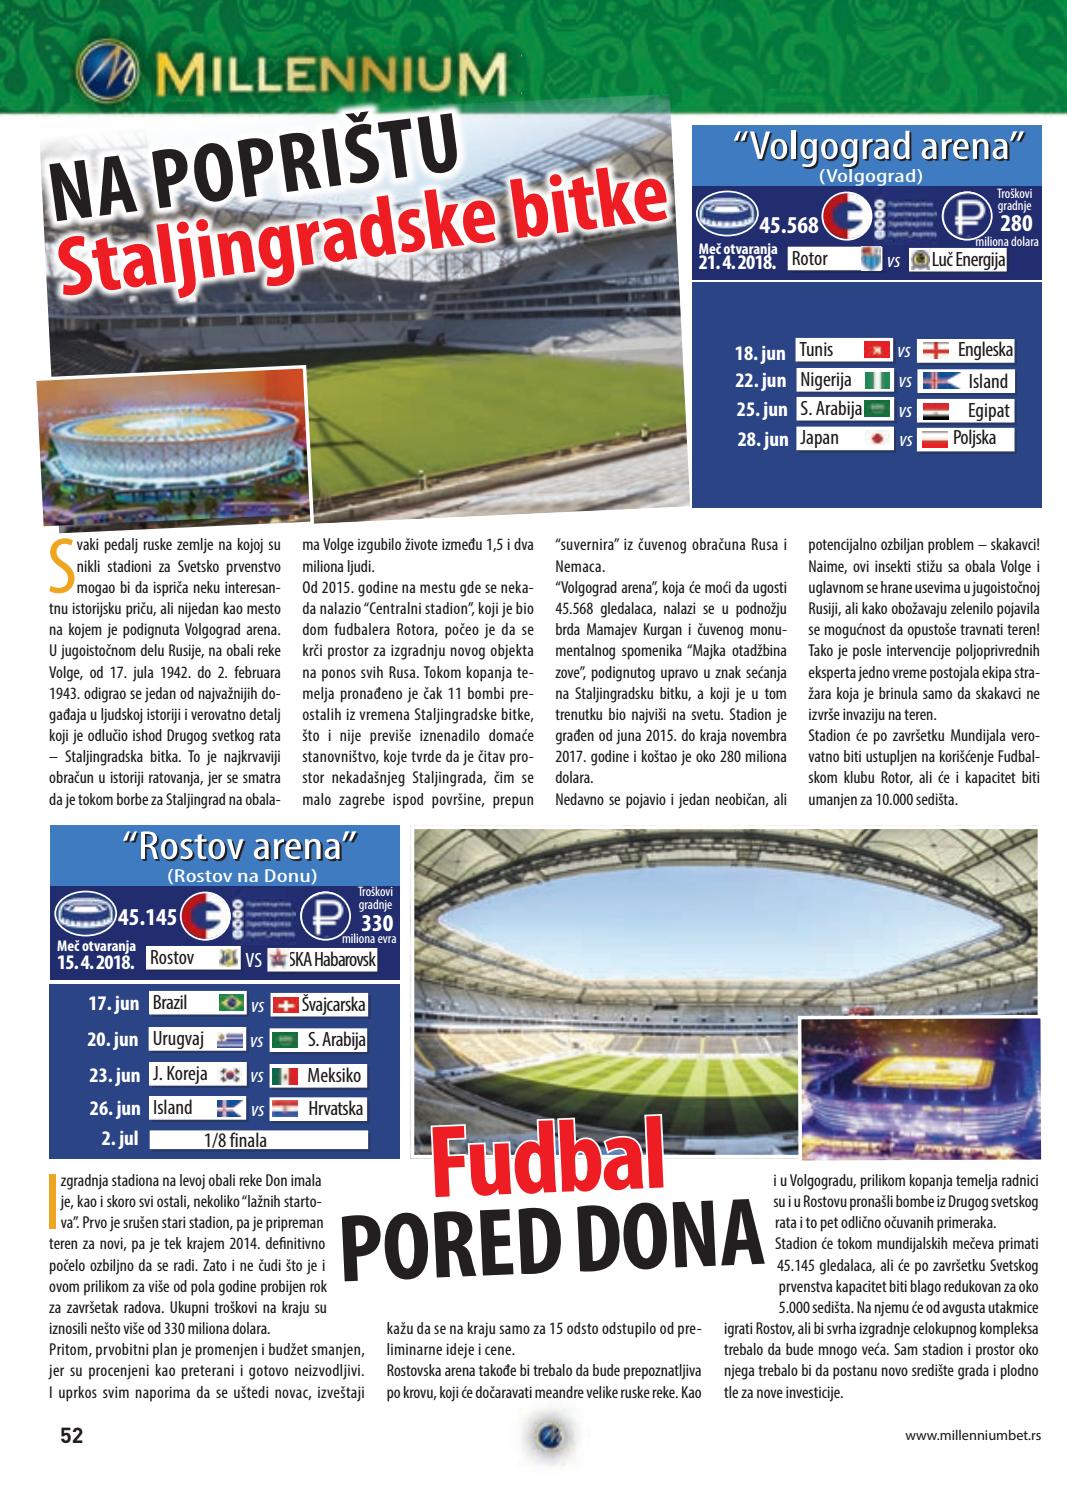 MILLENNIUM
NA POPRIŠTU
Staljingradske bitke
“Volgograd arena”
(Volgograd)
45.568
Troškovi
gradnje
280
miliona dolara
Meč otvaranja
21. 4. 2018.
Rotor vs Luč Energija
18. jun Tunis vs Engleska
22. jun Nigerija vs Island
25. jun S. Arabija vs Egipat
28. jun Japan vs Poljska
Svaki pedalj ruske zemlje na kojoj su
nikli stadioni za Svetsko prvenstvo
mogao bi da ispriča neku interesan-
tnu istorijsku priču, ali nijedan kao mesto
na kojem je podignuta Volgograd arena.
U jugoistočnom delu Rusije, na obali reke
Volge, od 17. jula 1942. do 2. februara
1943. odigrao se jedan od najvažnijih do-
gađaja u ljudskoj istoriji i verovatno detalj
koji je odlučio ishod Drugog svetkog rata
– Staljingradska bitka. To je najkrvaviji
obračun u istoriji ratovanja, jer se smatra
da je tokom borbe za Staljingrad na obala-
ma Volge izgubilo živote između 1,5 i dva
miliona ljudi.
Od 2015. godine na mestu gde se neka-
da nalazio “Centralni stadion”, koji je bio
dom fudbalera Rotora, počeo je da se
krči prostor za izgradnju novog objekta
na ponos svih Rusa. Tokom kopanja te-
melja pronađeno je čak 11 bombi pre-
ostalih iz vremena Staljingradske bitke,
što i nije previše iznenadilo domaće
stanovništvo, koje tvrde da je čitav pro-
stor nekadašnjeg Staljingrada, čim se
malo zagrebe ispod površine, prepun
“suvernira” iz čuvenog obračuna Rusa i
Nemaca.
“Volgograd arena”, koja će moći da ugosti
45.568 gledalaca, nalazi se u podnožju
brda Mamajev Kurgan i čuvenog monu-
mentalnog spomenika “Majka otadžbina
zove”, podignutog upravo u znak sećanja
na Staljingradsku bitku, a koji je u tom
trenutku bio najviši na svetu. Stadion je
građen od juna 2015. do kraja novembra
2017. godine i koštao je oko 280 miliona
dolara.
Nedavno se pojavio i jedan neobičan, ali
potencijalno ozbiljan problem – skakavci!
Naime, ovi insekti stižu sa obala Volge i
uglavnom se hrane usevima u jugoistočnoj
Rusiji, ali kako obožavaju zelenilo pojavila
se mogućnost da opustoše travnati teren!
Tako je posle intervencije poljoprivrednih
eksperta jedno vreme postojala ekipa stra-
žara koja je brinula samo da skakavci ne
izvrše invaziju na teren.
Stadion će po završetku Mundijala vero-
vatno biti ustupljen na korišćenje Fudbal-
skom klubu Rotor, ali će i kapacitet biti
umanjen za 10.000 sedišta.
“Rostov arena”
(Rostov na Donu)
45.145
Troškovi
gradnje
330
miliona evra
Meč otvaranja
15. 4. 2018.
Rostov VS SKA Habarovsk
17. jun Brazil vs Švajcarska
20. jun Urugvaj vs S. Arabija
23. jun J. Koreja vs Meksiko
26. jun Island vs Hrvatska
2. jul 1/8 finala
Fudbal
PORED DONA
Izgradnja stadiona na levoj obali reke Don imala
je, kao i skoro svi ostali, nekoliko “lažnih starto-
va”. Prvo je srušen stari stadion, pa je pripreman
teren za novi, pa je tek krajem 2014. definitivno
počelo ozbiljno da se radi. Zato i ne čudi što je i
ovom prilikom za više od pola godine probijen rok
za završetak radova. Ukupni troškovi na kraju su
iznosili nešto više od 330 miliona dolara.
Pritom, prvobitni plan je promenjen i budžet smanjen,
jer su procenjeni kao preterani i gotovo neizvodljivi.
I uprkos svim naporima da se uštedi novac, izveštaji
kažu da se na kraju samo za 15 odsto odstupilo od pre-
liminarne ideje i cene.
Rostovska arena takođe bi trebalo da bude prepoznatljiva
po krovu, koji će dočaravati meandre velike ruske reke. Kao
i u Volgogradu, prilikom kopanja temelja radnici
su i u Rostovu pronašli bombe iz Drugog svetskog
rata i to pet odlično očuvanih primeraka.
Stadion će tokom mundijalskih mečeva primati
45.145 gledalaca, ali će po završetku Svetskog
prvenstva kapacitet biti blago redukovan za oko
5.000 sedišta. Na njemu će od avgusta utakmice
igrati Rostov, ali bi svrha izgradnje celokupnog kompleksa
trebalo da bude mnogo veća. Sam stadion i prostor oko
njega trebalo bi da postanu novo središte grada i plodno
tle za nove investicije.
52
www.millenniumbet.rs